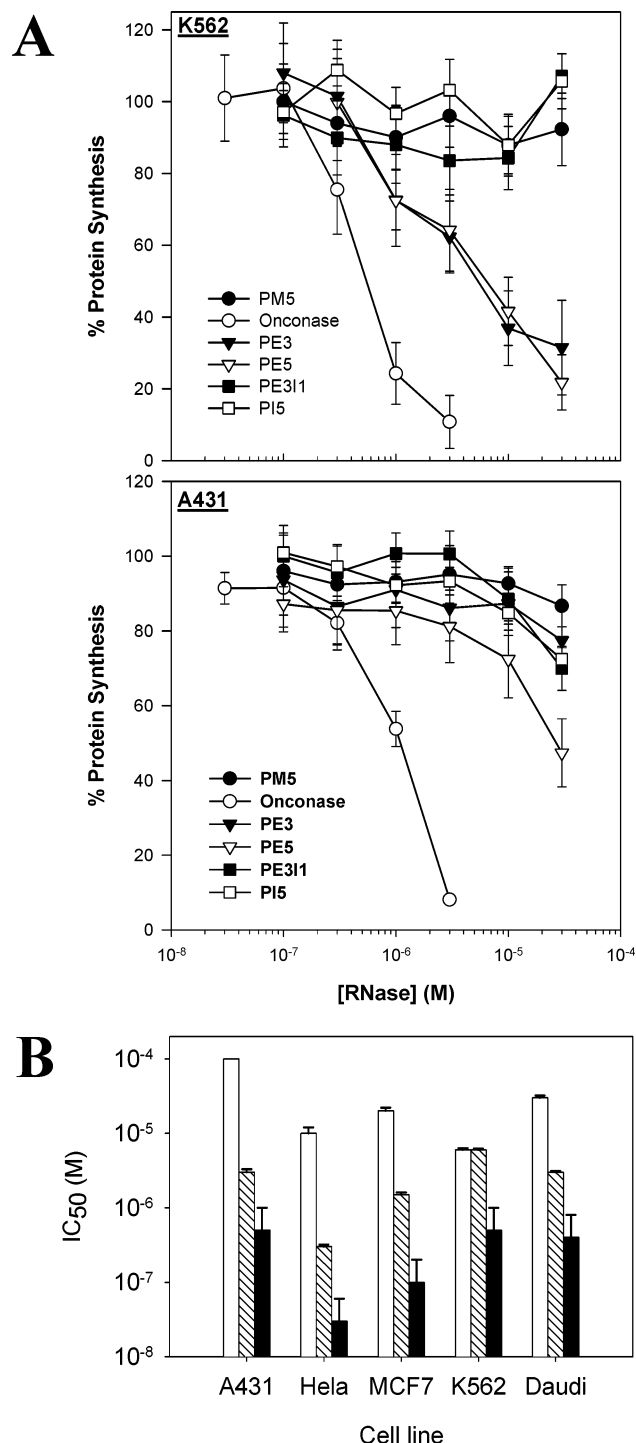 A
K562
120
100
80
60
40
20
0
% Protein Synthesis
PM5
Onconase
PE3
PE5
PE3I1
PI5
A431
120
100
80
60
40
20
0
% Protein Synthesis
PM5
Onconase
PE3
PE5
PE3I1
PI5
10-8 10-7 10-6 10-5 10-4
[RNase] (M)
B
10-4
10-5
10-6
10-7
10-8
IC50 (M)
A431 Hela MCF7 K562 Daudi
Cell line